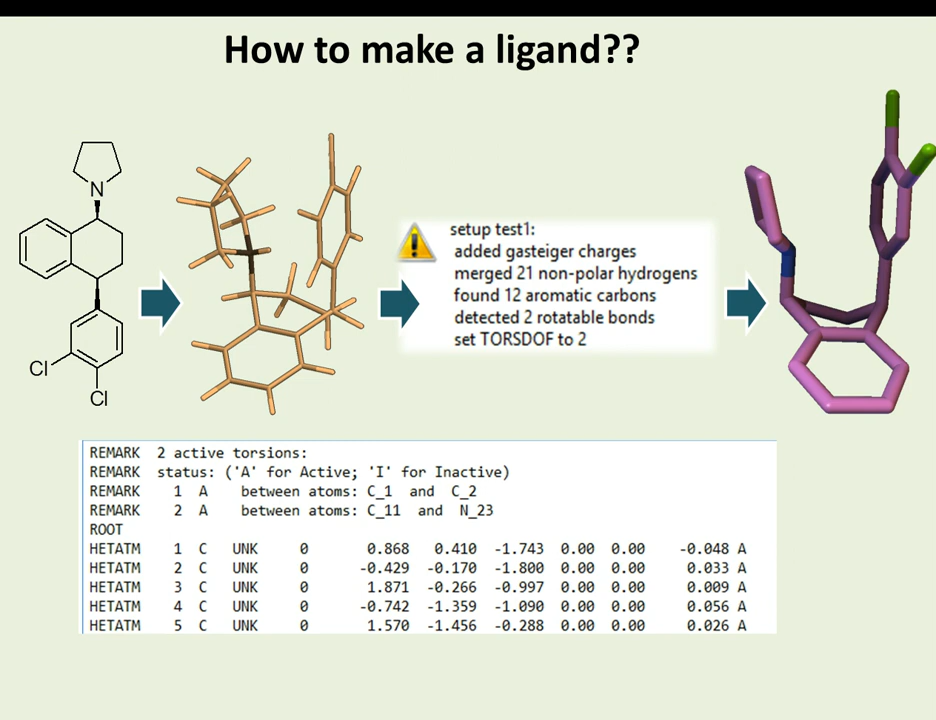 How to make a ligand??
N
Cl
Cl
setup test1:
added gasteiger charges
merged 21 non-polar hydrogens
found 12 aromatic carbons
detected 2 rotatable bonds
set TORSDOF to 2
REMARK 2 active torsions:
REMARK status: ('A' for Active; 'I' for Inactive)
REMARK 1 A between atoms: C_1 and C_2
REMARK 2 A between atoms: C_11 and N_23
ROOT
HETATM 1 C UNK 0 0.868 0.410 -1.743 0.00 0.00 -0.048 A
HETATM 2 C UNK 0 -0.429 -0.170 -1.800 0.00 0.00 0.033 A
HETATM 3 C UNK 0 1.871 -0.266 -0.997 0.00 0.00 0.009 A
HETATM 4 C UNK 0 -0.742 -1.359 -1.090 0.00 0.00 0.056 A
HETATM 5 C UNK 0 1.570 -1.456 -0.288 0.00 0.00 0.026 A